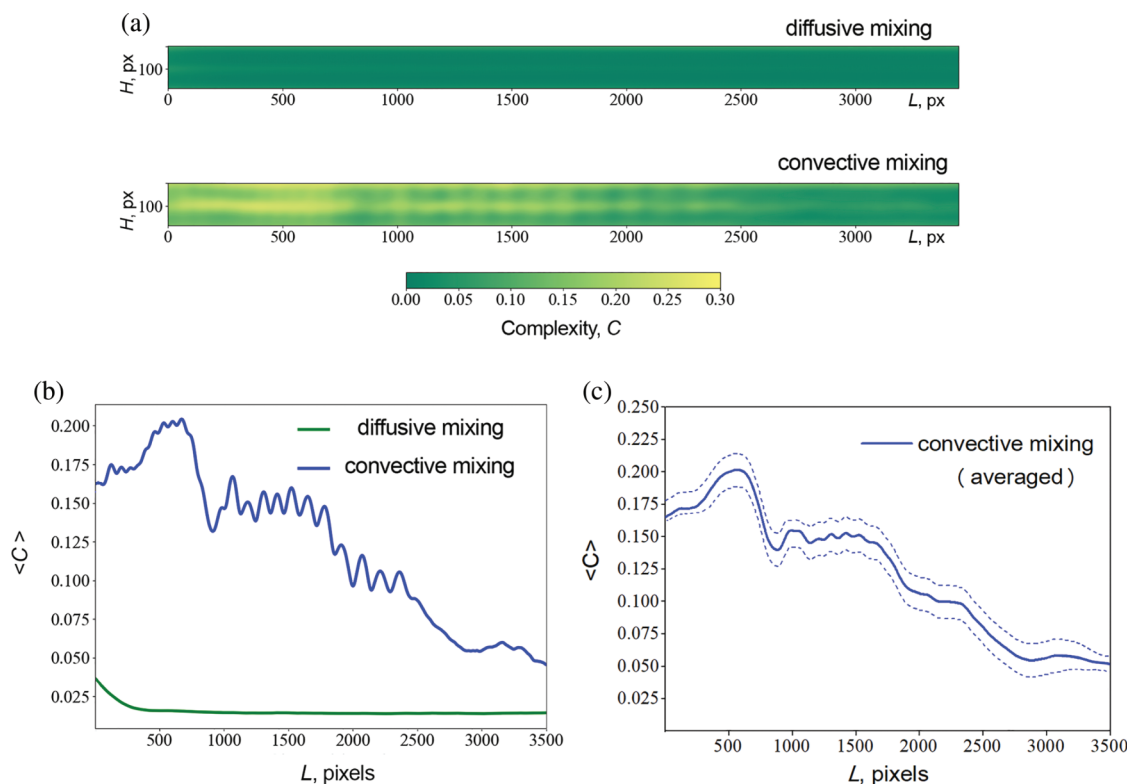 (a)
diffusive mixing
H, px
100
0 500 1000 1500 2000 2500 3000 L, px
convective mixing
H, px
100
0 500 1000 1500 2000 2500 3000 L, px
0.00 0.05 0.10 0.15 0.20 0.25 0.30
Complexity, C
(b)
diffusive mixing
convective mixing
<C>
0.200
0.175
0.150
0.125
0.100
0.075
0.050
0.025
500 1000 1500 2000 2500 3000 3500
L, pixels
(c)
convective mixing
( averaged )
<C>
0.250
0.225
0.200
0.175
0.150
0.125
0.100
0.075
0.050
0.025
500 1000 1500 2000 2500 3000 3500
L, pixels